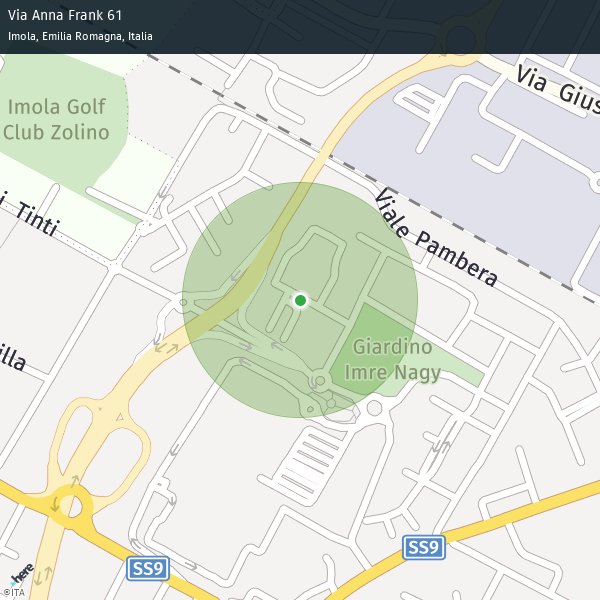 Via Anna Frank 61
Imola, Emilia Romagna, Italia
Imola Golf
Club Zolino
Via Gius
i Tinti
Viale Pambera
Giardino
Imre Nagy
illa
SS9
SS9
here
©ITA